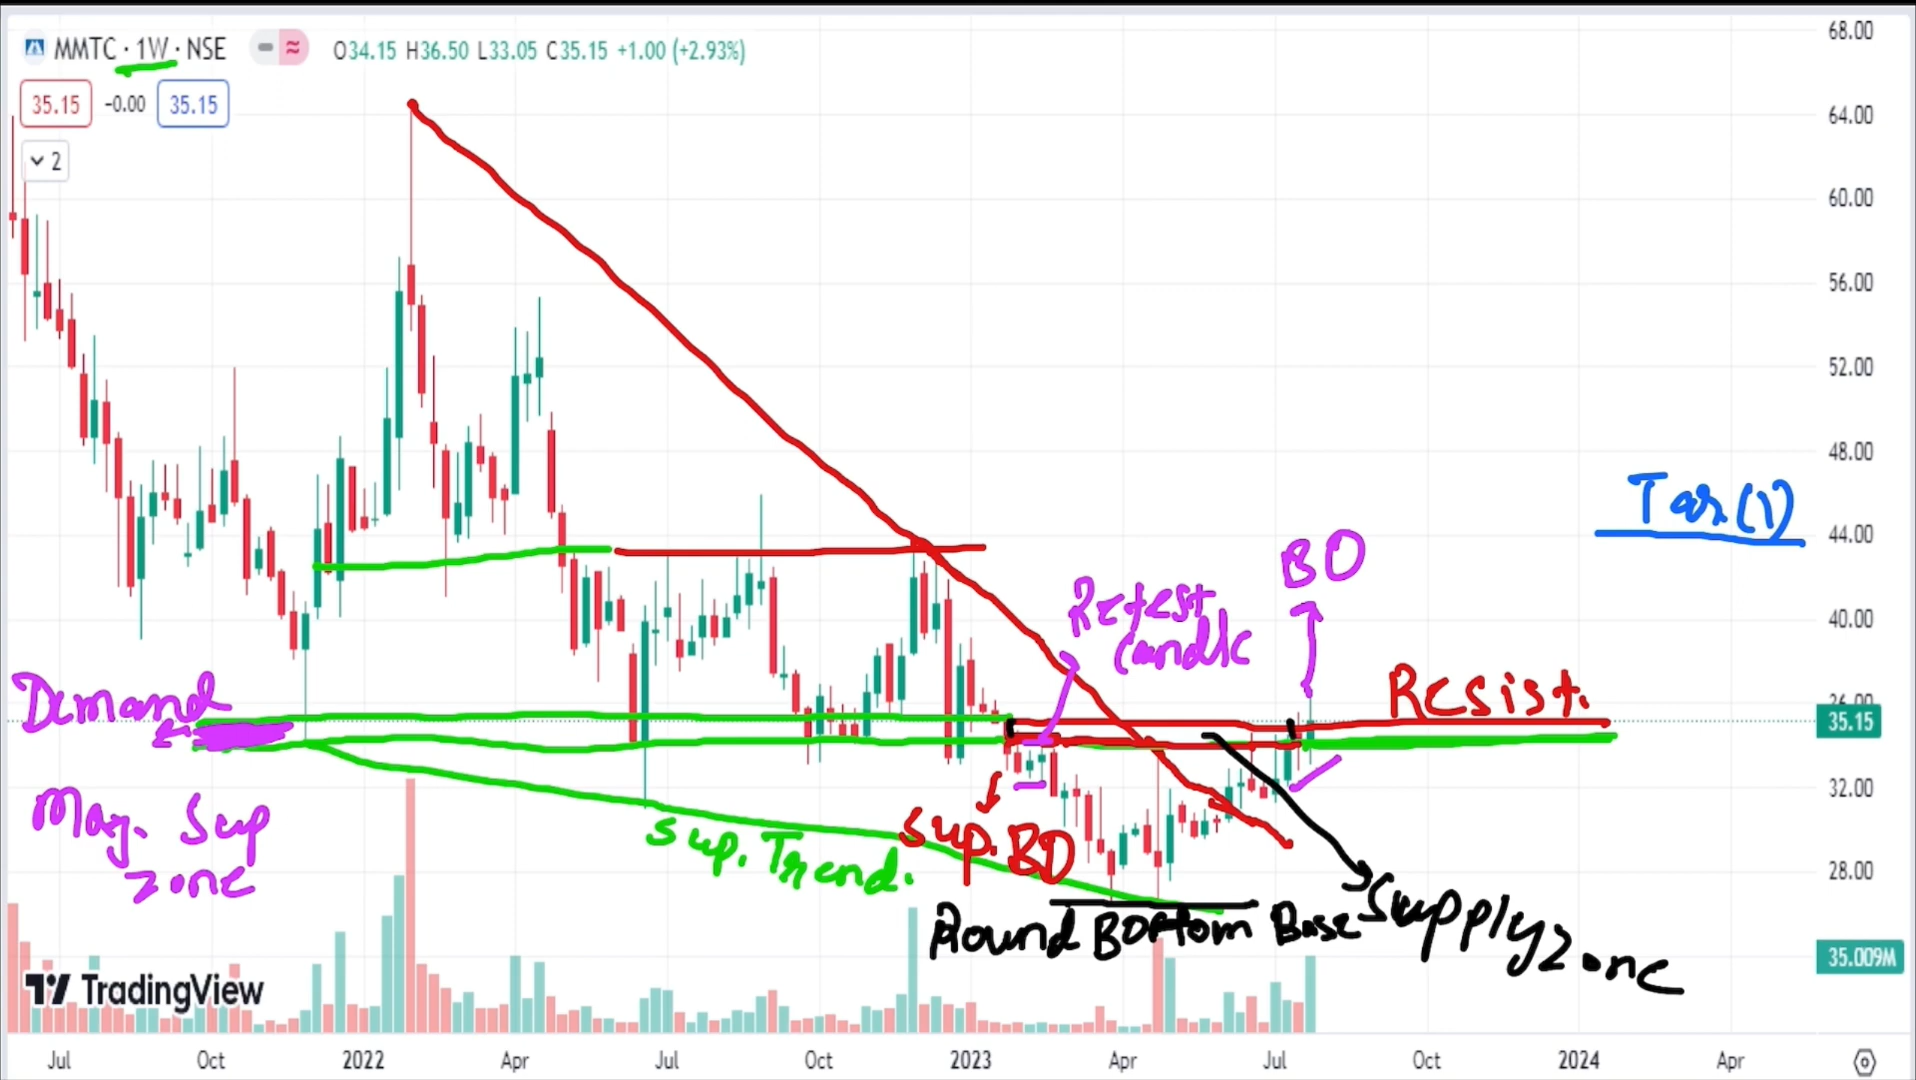 MMTC · 1W · NSE
O34.15 H36.50 L33.05 C35.15 +1.00 (+2.93%)
35.15 -0.00 35.15
2
68.00
64.00
60.00
56.00
52.00
48.00
44.00
40.00
36.00
35.15
32.00
28.00
35.009M
Tar(1)
BO
Retest
Candle
Resist.
Demand
Sup
Zone
Sup. Trend.
Sup. BD
Round Bottom Base
Supply Zone
TradingView
Jul Oct 2022 Apr Jul Oct 2023 Apr Jul Oct 2024 Apr